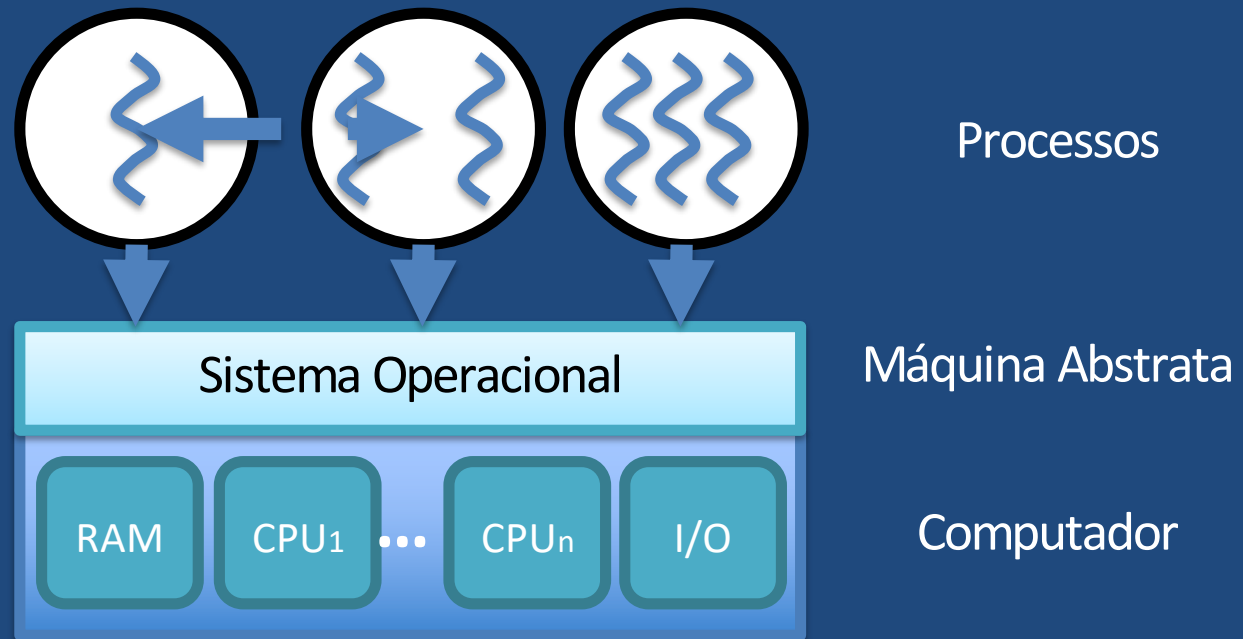 Processos
Sistema Operacional
Máquina Abstrata
RAM
CPU1
...
CPUn
I/O
Computador